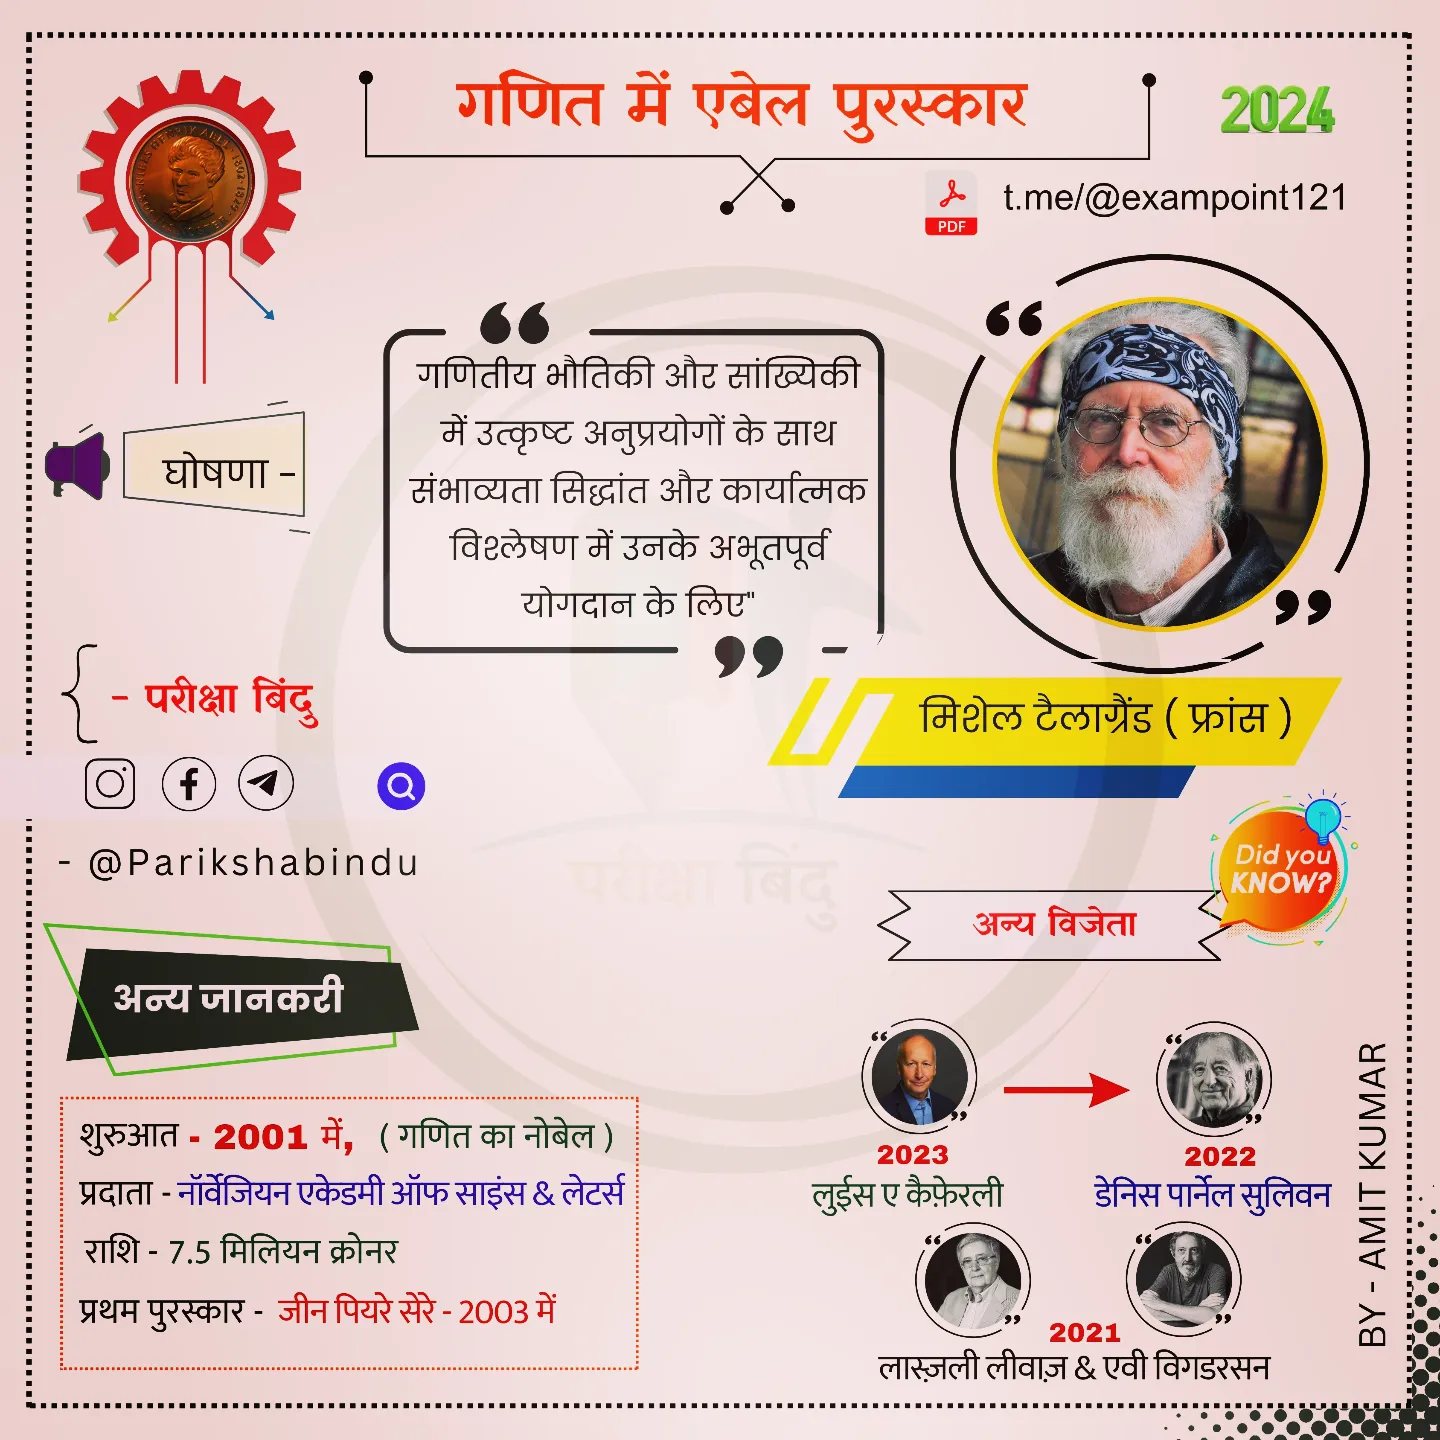 गणित में एबेल पुरस्कार
2024
PDF
t.me/@exampoint121
गणितीय भौतिकी और सांख्यिकी
में उत्कृष्ट अनुप्रयोगों के साथ
संभाव्यता सिद्धांत और कार्यात्मक
विश्लेषण में उनके अभूतपूर्व
योगदान के लिए"
घोषणा -
- परीक्षा बिंदु
मिशेल टैलाग्रैंड ( फ्रांस )
- @Parikshabindu
परीक्षा बिंदु
Did you
KNOW?
अन्य विजेता
अन्य जानकरी
शुरुआत - 2001 में, ( गणित का नोबेल )
प्रदाता - नॉर्वेजियन एकेडमी ऑफ साइंस & लेटर्स
राशि - 7.5 मिलियन क्रोनर
प्रथम पुरस्कार - जीन पियरे सेरे - 2003 में
2023
लुईस ए कैफ़ेरली
2022
डेनिस पार्नेल सुलिवन
2021
लास्ज़ली लीवाज़ & एवी विगडरसन
BY - AMIT KUMAR